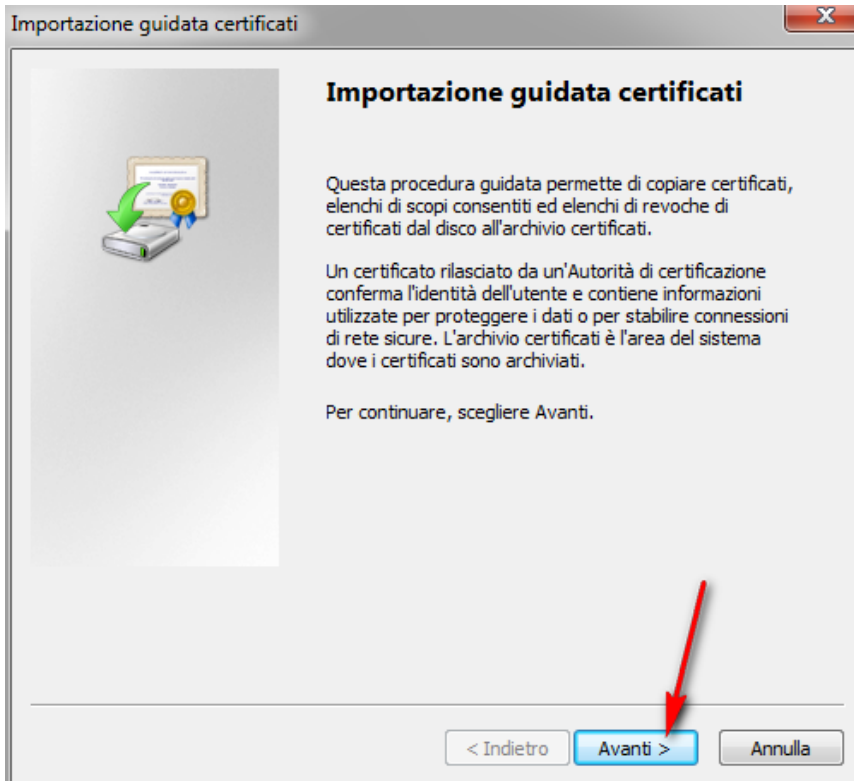 Importazione guidata certificati
Importazione guidata certificati
Questa procedura guidata permette di copiare certificati,
elenchi di scopi consentiti ed elenchi di revoche di
certificati dal disco all'archivio certificati.
Un certificato rilasciato da un'Autorità di certificazione
conferma l'identità dell'utente e contiene informazioni
utilizzate per proteggere i dati o per stabilire connessioni
di rete sicure. L'archivio certificati è l'area del sistema
dove i certificati sono archiviati.
Per continuare, scegliere Avanti.
< Indietro
Avanti >
Annulla